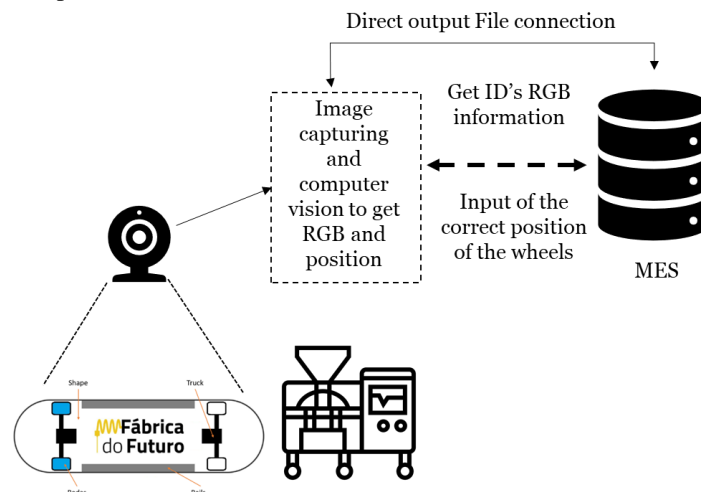 Direct output File connection
Image
capturing
and
computer
vision to get
RGB and
position
Get ID's RGB
information
Input of the
correct position
of the wheels
MES
Shape
Truck
Fábrica
do Futuro